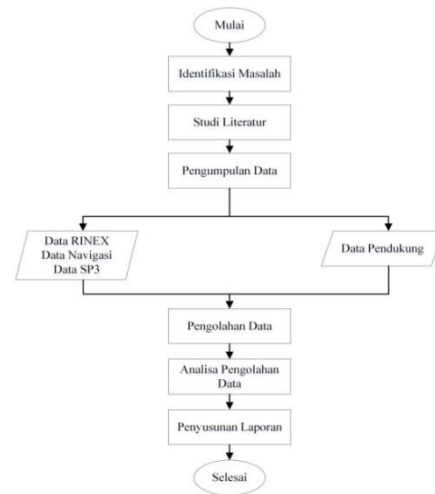 Mulai
Identifikasi Masalah
Studi Literatur
Pengumpulan Data
Data RINEX
Data Navigasi
Data SP3
Data Pendukung
Pengolahan Data
Analisa Pengolahan
Data
Penyusunan Laporan
Selesai